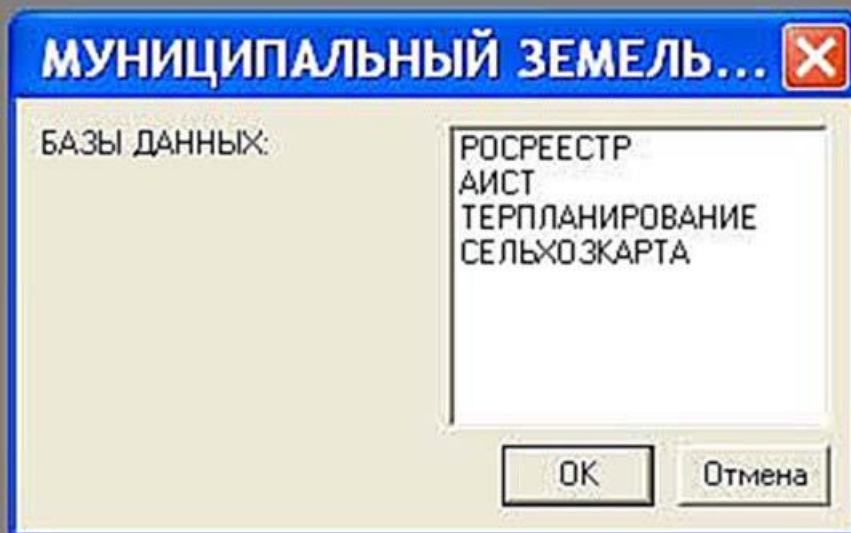 МУНИЦИПАЛЬНЫЙ ЗЕМЕЛЬ...
БАЗЫ ДАННЫХ:
РОСРЕЕСТР
АИСТ
ТЕРПЛАНИРОВАНИЕ
СЕЛЬХОЗКАРТА
OK
Отмена